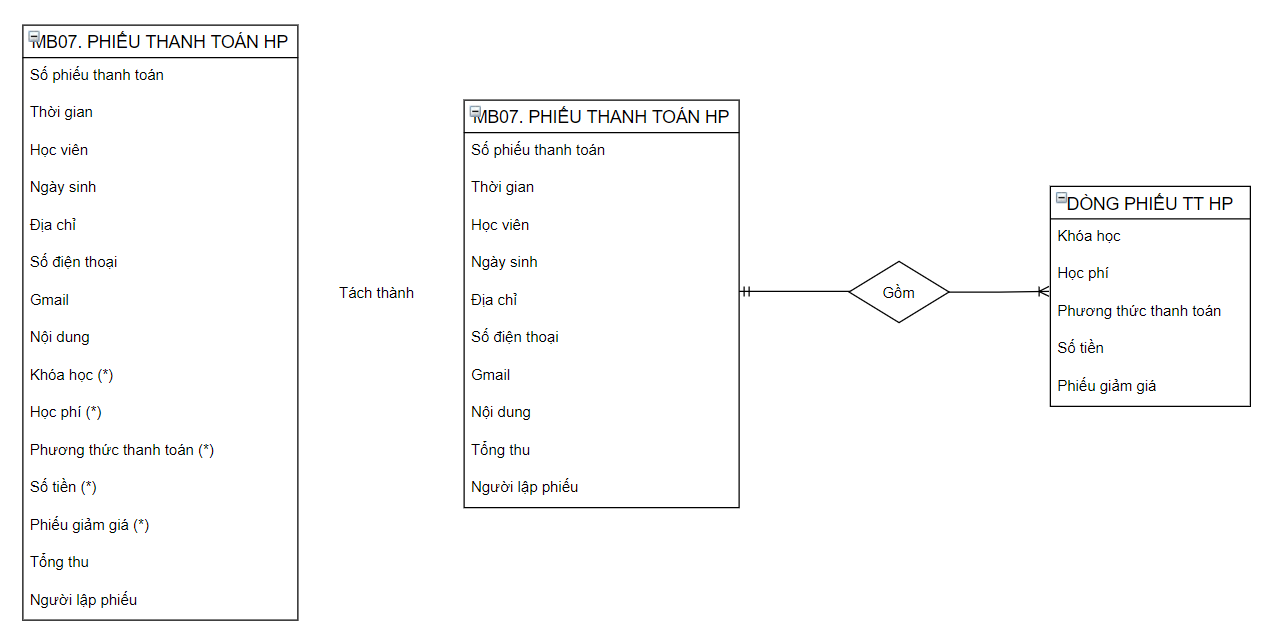 MB07. PHIẾU THANH TOÁN HP
Số phiếu thanh toán
Thời gian
Học viên
Ngày sinh
Địa chỉ
Số điện thoại
Gmail
Nội dung
Khóa học (*)
Học phí (*)
Phương thức thanh toán (*)
Số tiền (*)
Phiếu giảm giá (*)
Tổng thu
Người lập phiếu
Tách thành
MB07. PHIẾU THANH TOÁN HP
Số phiếu thanh toán
Thời gian
Học viên
Ngày sinh
Địa chỉ
Số điện thoại
Gmail
Nội dung
Tổng thu
Người lập phiếu
Gồm
DÒNG PHIẾU TT HP
Khóa học
Học phí
Phương thức thanh toán
Số tiền
Phiếu giảm giá